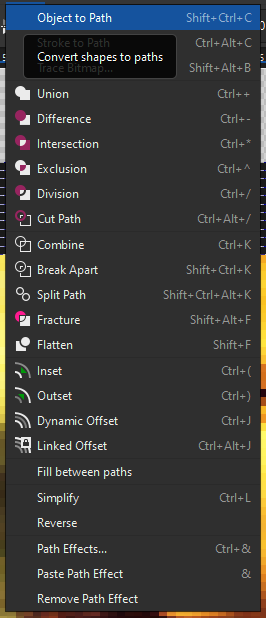 Object to Path Shift+Ctrl+C
Stroke to Path Ctrl+Alt+C
Convert shapes to paths
Trace Bitmap... Shift+Alt+B
Union Ctrl++
Difference Ctrl+-
Intersection Ctrl+*
Exclusion Ctrl+^
Division Ctrl+/
Cut Path Ctrl+Alt+/
Combine Ctrl+K
Break Apart Shift+Ctrl+K
Split Path Shift+Ctrl+Alt+K
Fracture Shift+Alt+F
Flatten Shift+F
Inset Ctrl+(
Outset Ctrl+)
Dynamic Offset Ctrl+J
Linked Offset Ctrl+Alt+J
Fill between paths
Simplify Ctrl+L
Reverse
Path Effects... Ctrl+&
Paste Path Effect &
Remove Path Effect